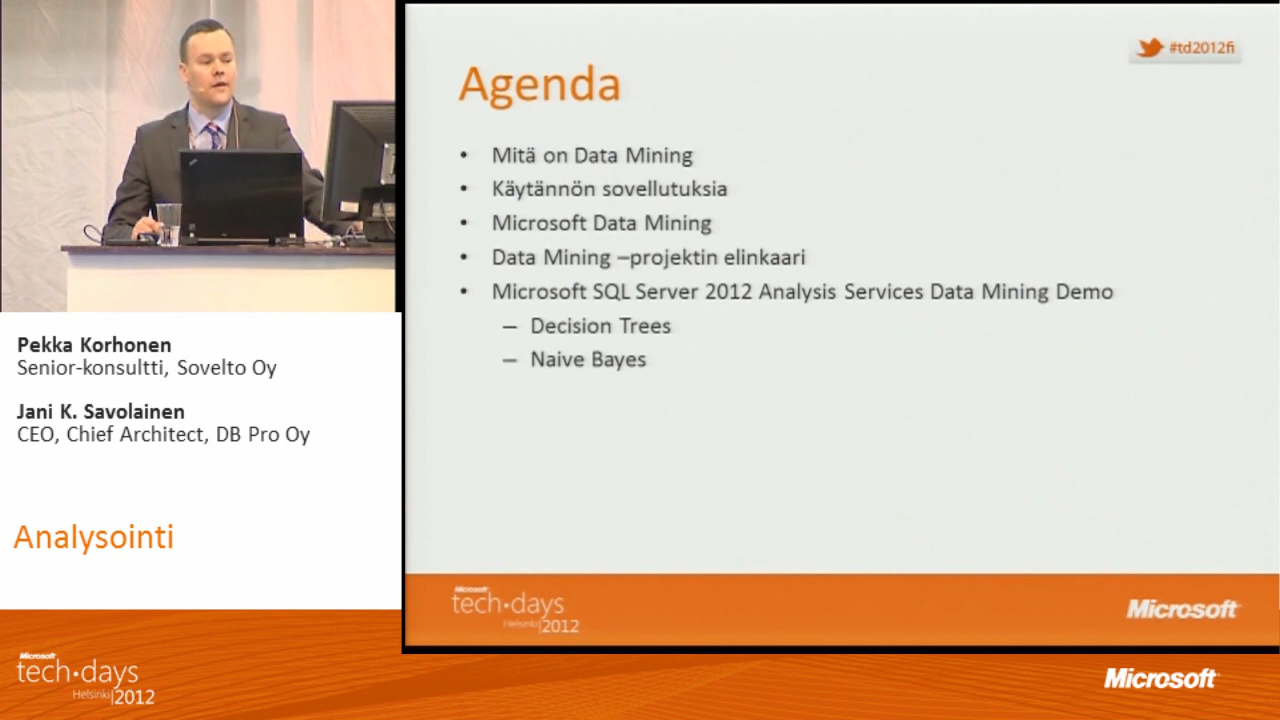 #td2012fi
Agenda
• Mitä on Data Mining
• Käytännön sovellutuksia
• Microsoft Data Mining
• Data Mining –projektin elinkaari
• Microsoft SQL Server 2012 Analysis Services Data Mining Demo
– Decision Trees
– Naive Bayes
Microsoft
tech·days
Helsinki|2012
Microsoft
Pekka Korhonen
Senior-konsultti, Sovelto Oy
Jani K. Savolainen
CEO, Chief Architect, DB Pro Oy
Analysointi
Microsoft
tech·days
Helsinki|2012
Microsoft